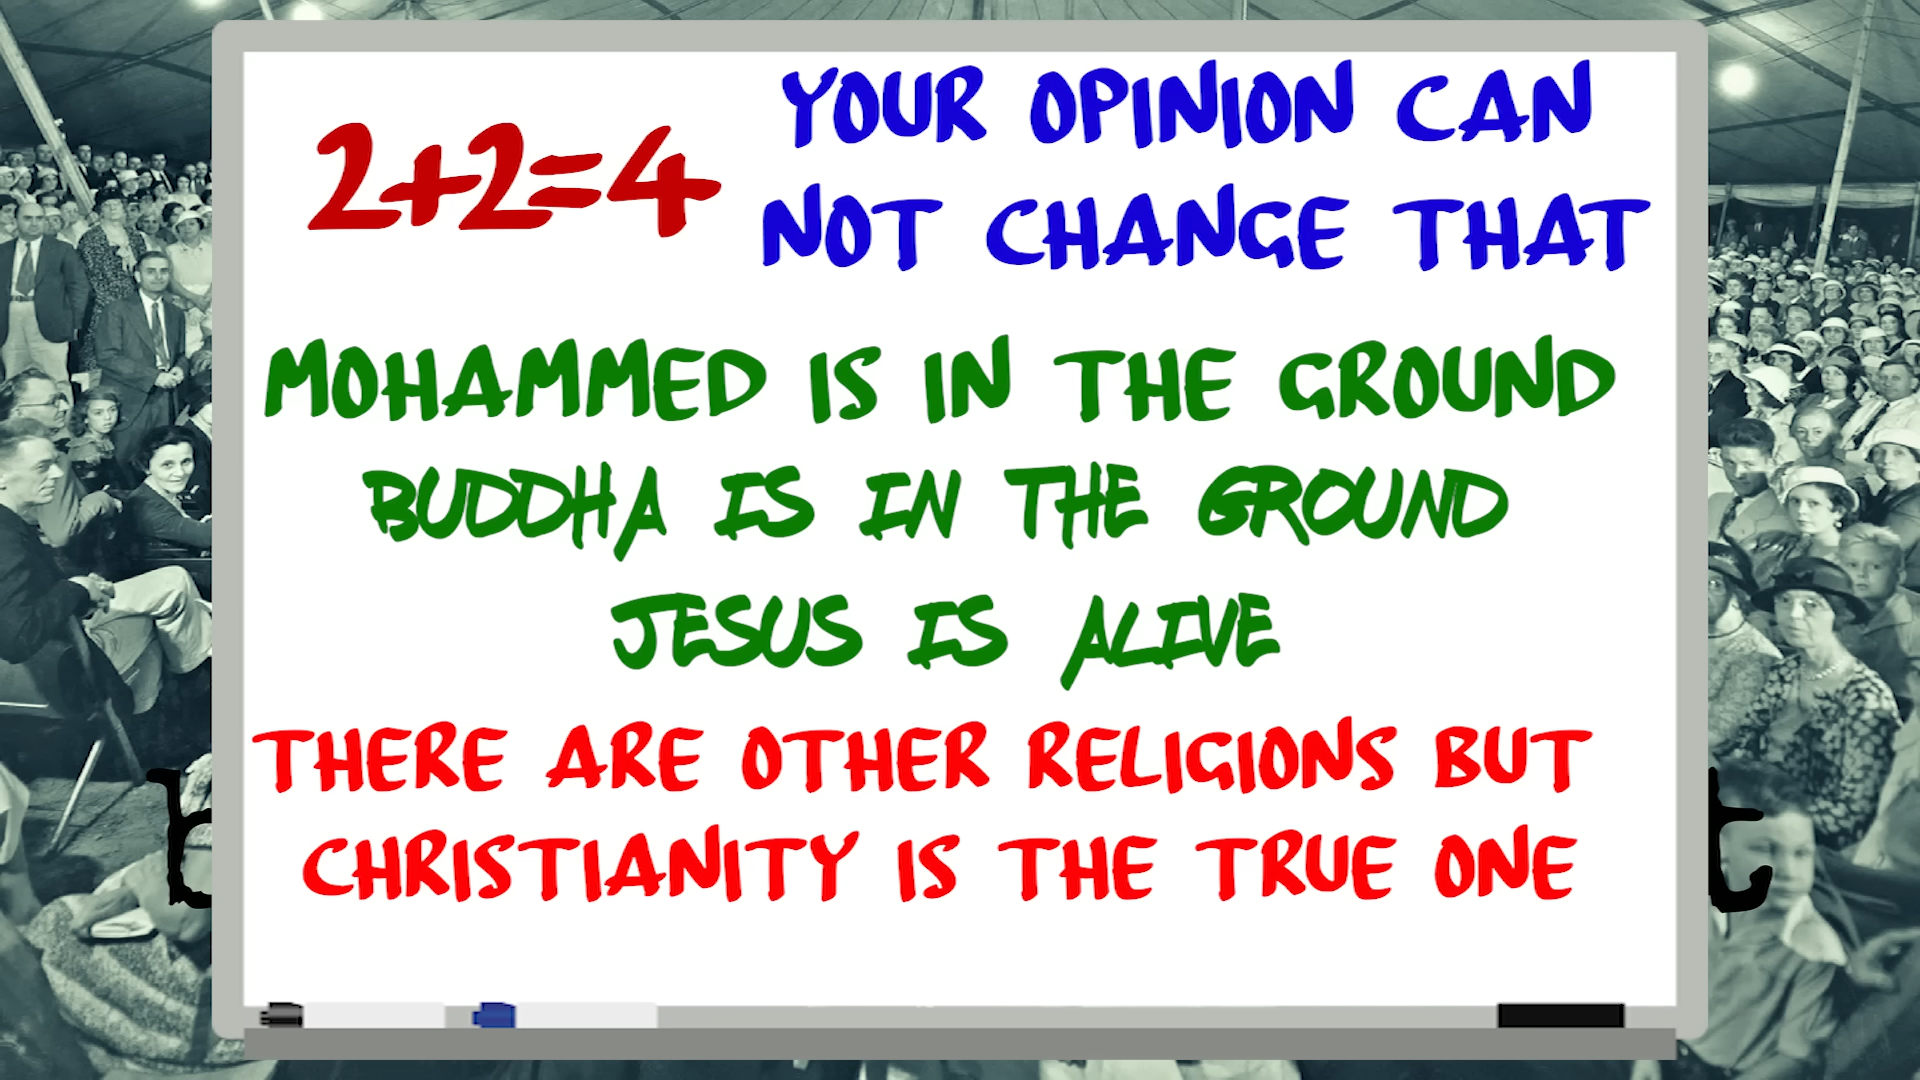 2+2=4
YOUR OPINION CAN
NOT CHANGE THAT
MOHAMMED IS IN THE GROUND
BUDDHA IS IN THE GROUND
JESUS IS ALIVE
THERE ARE OTHER RELIGIONS BUT
CHRISTIANITY IS THE TRUE ONE